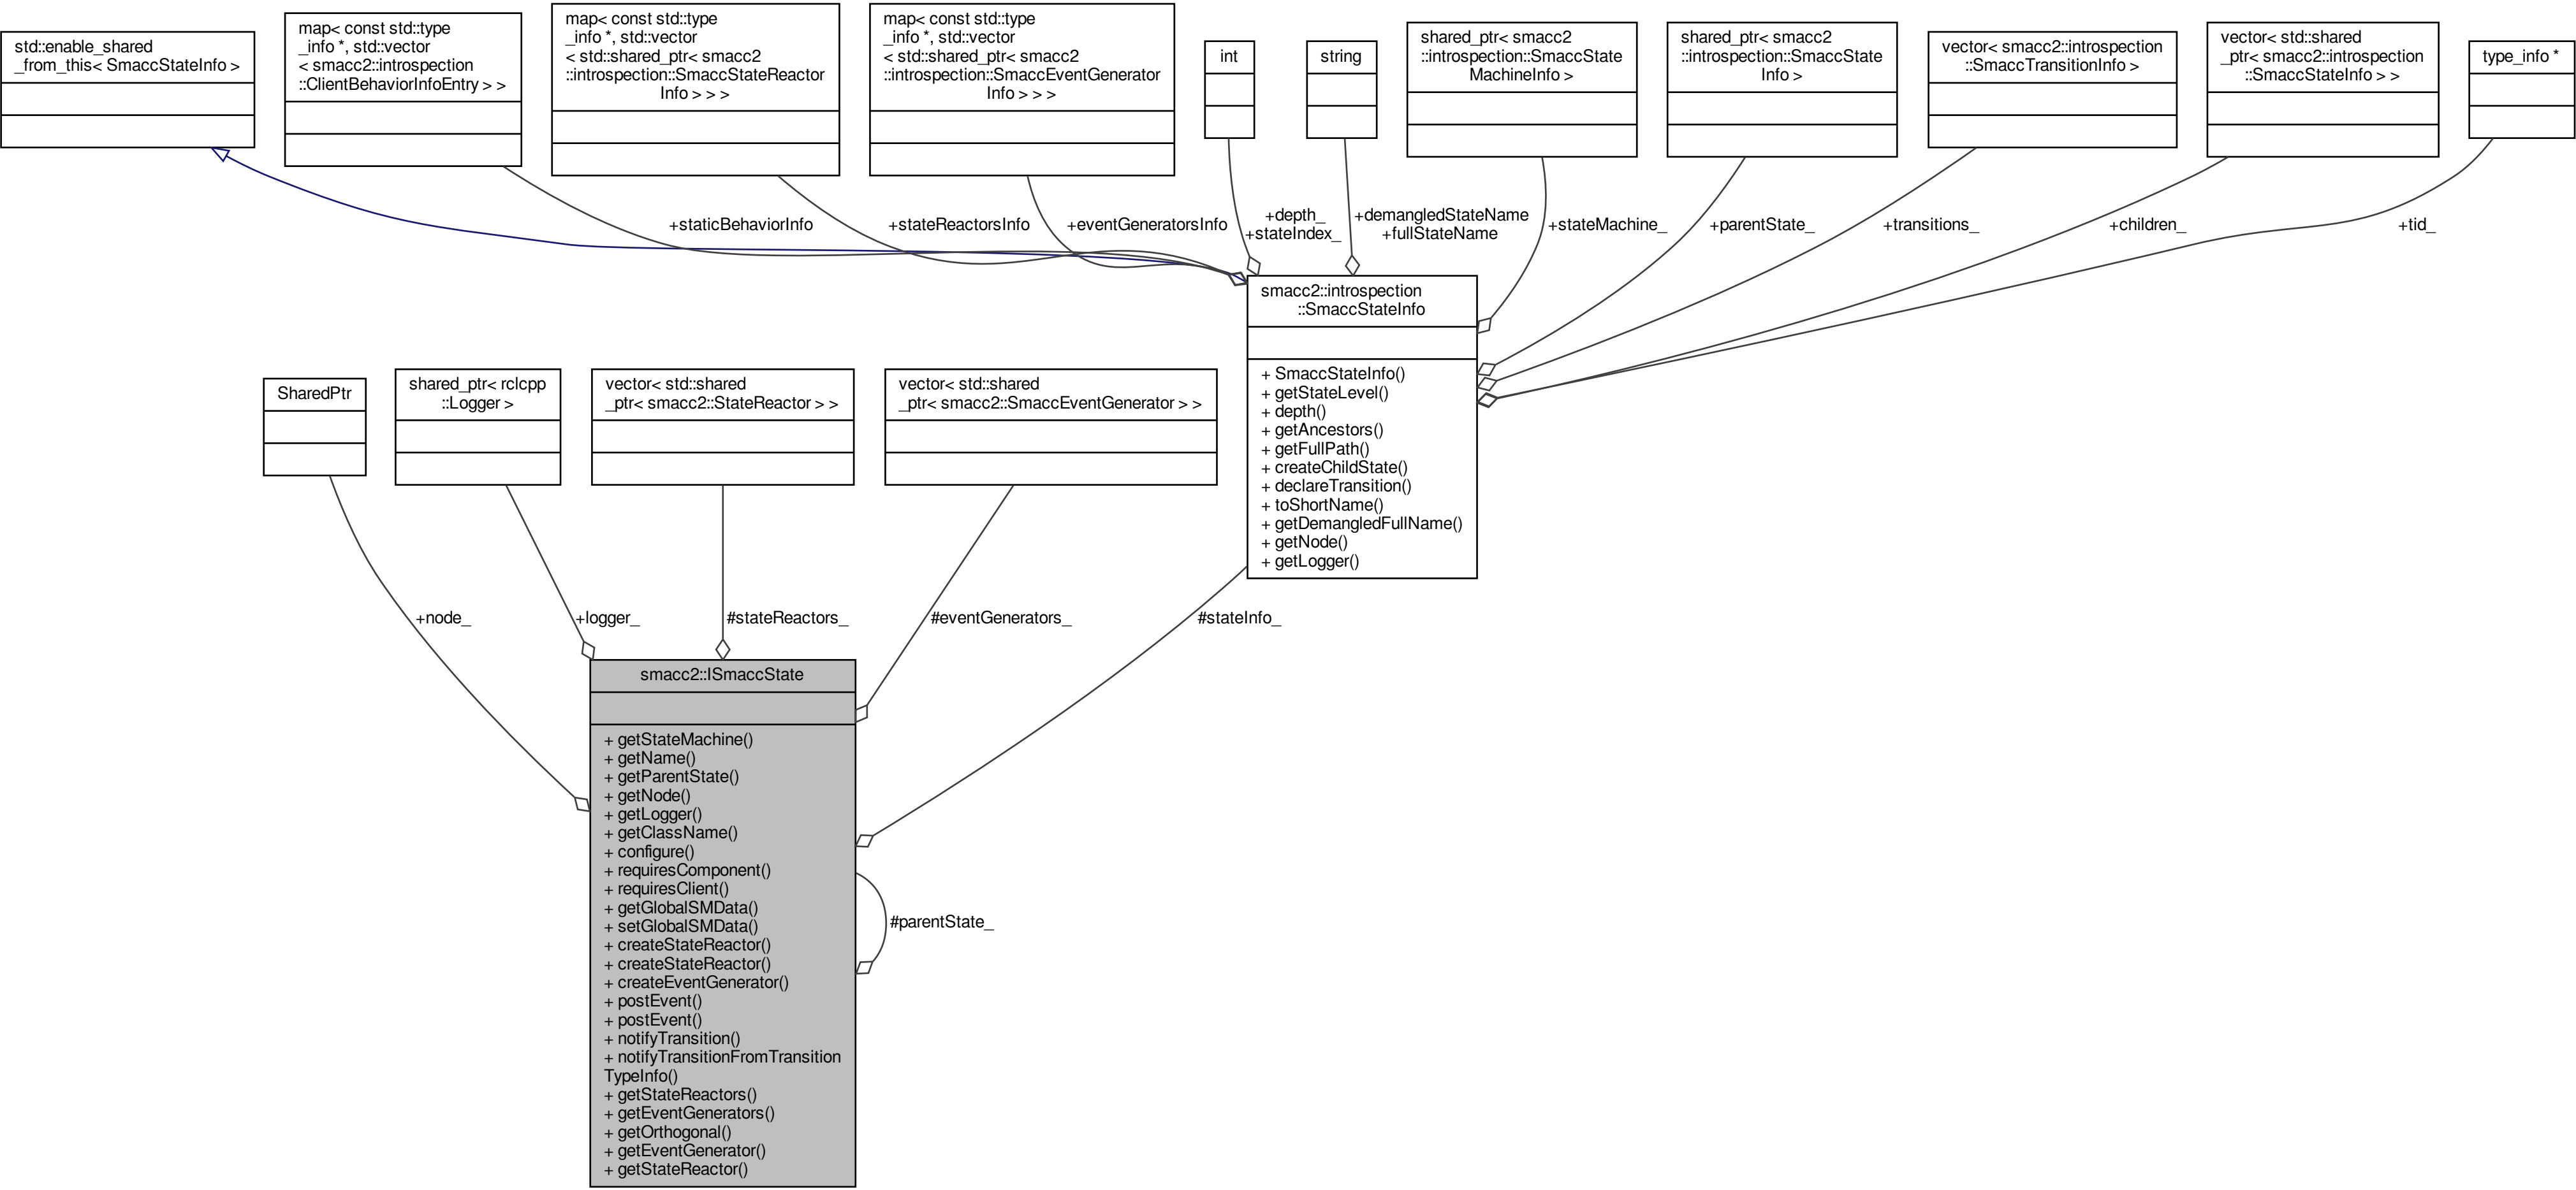 std::enable_shared
_from_this< SmaccStateInfo >
map< const std::type
_info *, std::vector
< smacc2::introspection
::ClientBehaviorInfoEntry > >
map< const std::type
_info *, std::vector
< std::shared_ptr< smacc2
::introspection::SmaccStateReactor
Info > > >
map< const std::type
_info *, std::vector
< std::shared_ptr< smacc2
::introspection::SmaccEventGenerator
Info > > >
int
string
shared_ptr< smacc2
::introspection::SmaccState
MachineInfo >
shared_ptr< smacc2
::introspection::SmaccState
Info >
vector< smacc2::introspection
::SmaccTransitionInfo >
vector< std::shared
_ptr< smacc2::introspection
::SmaccStateInfo > >
type_info *
+staticBehaviorInfo
+stateReactorsInfo
+eventGeneratorsInfo
+depth_
+stateIndex_
+demangledStateName
+fullStateName
+stateMachine_
+parentState_
+transitions_
+children_
+tid_
smacc2::introspection
::SmaccStateInfo
+ SmaccStateInfo()
+ getStateLevel()
+ depth()
+ getAncestors()
+ getFullPath()
+ createChildState()
+ declareTransition()
+ toShortName()
+ getDemangledFullName()
+ getNode()
+ getLogger()
SharedPtr
shared_ptr< rclcpp
::Logger >
vector< std::shared
_ptr< smacc2::StateReactor > >
vector< std::shared
_ptr< smacc2::SmaccEventGenerator > >
+node_
+logger_
#stateReactors_
#eventGenerators_
#stateInfo_
smacc2::ISmaccState
+ getStateMachine()
+ getName()
+ getParentState()
+ getNode()
+ getLogger()
+ getClassName()
+ configure()
+ requiresComponent()
+ requiresClient()
+ getGlobalSMData()
+ setGlobalSMData()
+ createStateReactor()
+ createStateReactor()
+ createEventGenerator()
+ postEvent()
+ postEvent()
+ notifyTransition()
+ notifyTransitionFromTransition
TypeInfo()
+ getStateReactors()
+ getEventGenerators()
+ getOrthogonal()
+ getEventGenerator()
+ getStateReactor()
#parentState_